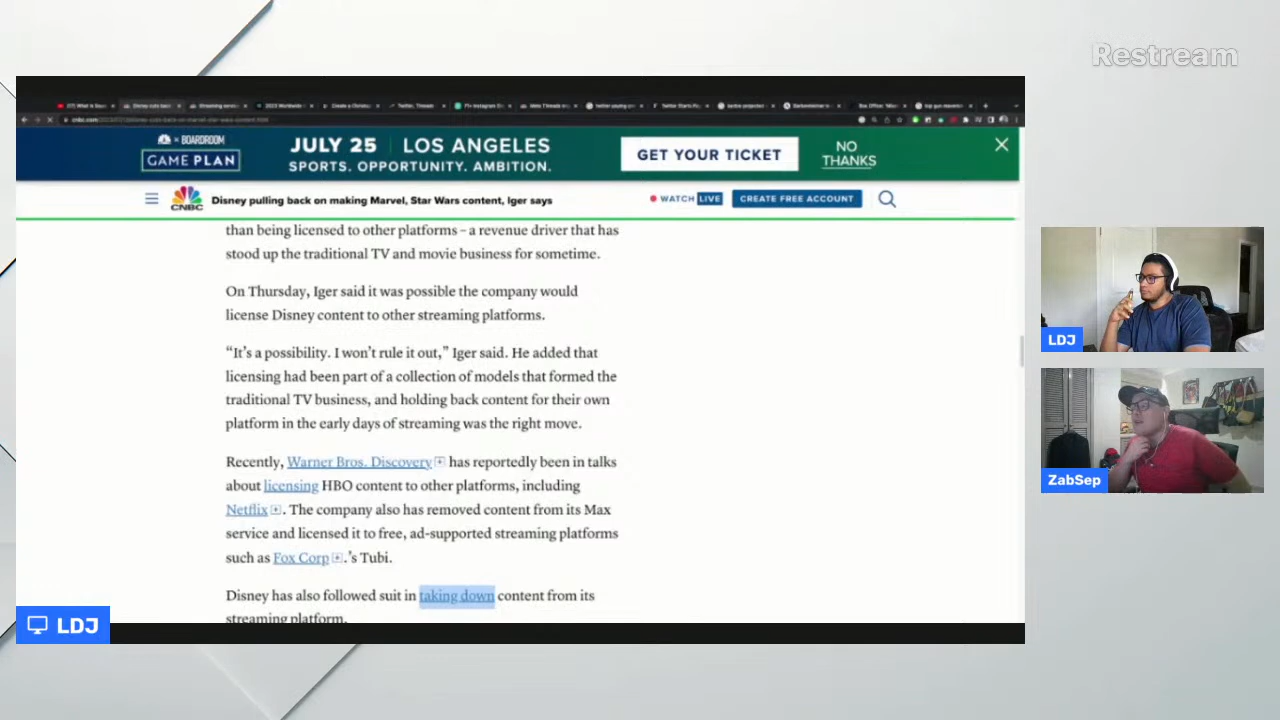 Restream
Disney cuts back
BOARDROOM
GAME PLAN
JULY 25 | LOS ANGELES
SPORTS. OPPORTUNITY. AMBITION.
GET YOUR TICKET
NO
THANKS
CNBC
Disney pulling back on making Marvel, Star Wars content, Iger says
WATCH LIVE
CREATE FREE ACCOUNT
than being licensed to other platforms – a revenue driver that has
stood up the traditional TV and movie business for sometime.
On Thursday, Iger said it was possible the company would
license Disney content to other streaming platforms.
“It’s a possibility. I won’t rule it out,” Iger said. He added that
licensing had been part of a collection of models that formed the
traditional TV business, and holding back content for their own
platform in the early days of streaming was the right move.
Recently, Warner Bros. Discovery has reportedly been in talks
about licensing HBO content to other platforms, including
Netflix. The company also has removed content from its Max
service and licensed it to free, ad-supported streaming platforms
such as Fox Corp.’s Tubi.
Disney has also followed suit in taking down content from its
streaming platform.
LDJ
LDJ
ZabSep